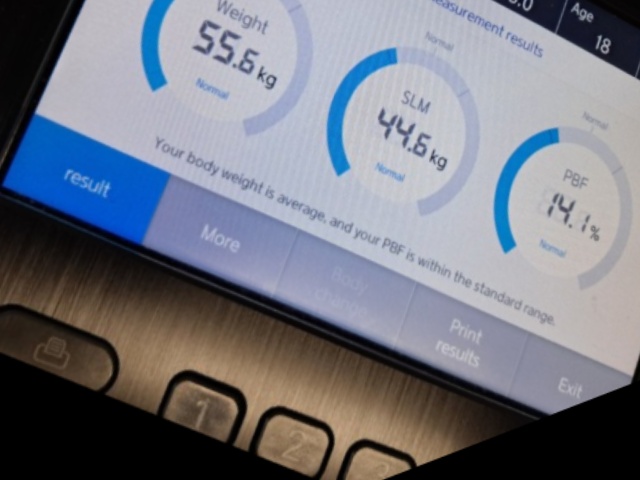 Age
18
measurement results
Weight
55.6 kg
Normal
Normal
SLM
44.6 kg
Normal
Normal
PBF
14.1 %
Normal
Your body weight is average, and your PBF is within the standard range.
result
More
Body
change
Print
results
Exit
1
2